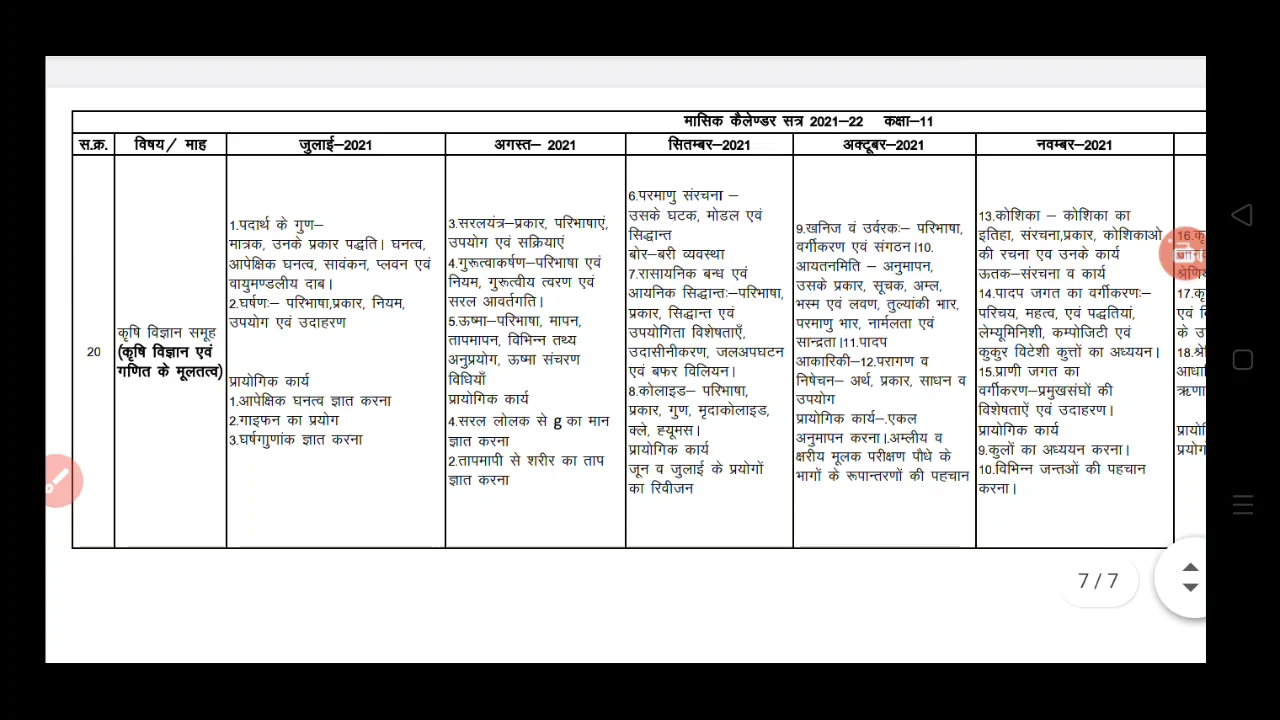 मासिक कैलेण्डर सत्र 2021–22 कक्षा–11
स.क्र. विषय/ माह जुलाई–2021 अगस्त– 2021 सितम्बर–2021 अक्टूबर–2021 नवम्बर–2021
20
कृषि विज्ञान समूह
(कृषि विज्ञान एवं
गणित के मूलतत्व)
1.पदार्थ के गुण–
मात्रक, उनके प्रकार पद्धति। घनत्व,
आपेक्षिक घनत्व, सावंकन, प्लवन एवं
वायुमण्डलीय दाब।
2.घर्षणः– परिभाषा,प्रकार, नियम,
उपयोग एवं उदाहरण
प्रायोगिक कार्य
1.आपेक्षिक घनत्व ज्ञात करना
2.गाइफन का प्रयोग
3.घर्षगुाणांक ज्ञात करना
3.सरलयंत्र–प्रकार, परिभाषाएं,
उपयोग एवं सक्रियाएं
4.गुरूत्वाकर्षण–परिभाषा एवं
नियम, गुरूत्वीय त्वरण एवं
सरल आवर्तगति।
5.ऊष्मा–परिभाषा, मापन,
तापमापन, विभिन्न तथ्य
अनुप्रयोग, ऊष्मा संचरण
विधियाँ
प्रायोगिक कार्य
4.सरल लोलक से g का मान
ज्ञात करना
2.तापमापी से शरीर का ताप
ज्ञात करना
6.परमाणु संरचना –
उसके घटक, मोडल एवं
सिद्धान्त
बोर–बरी व्यवस्था
7.रासायनिक बन्ध एवं
आयनिक सिद्धान्तः–परिभाषा,
प्रकार, सिद्धान्त एवं
उपयोगिता विशेषताएँ,
उदासीनीकरण, जलअपघटन
एवं बफर विलियन।
8.कोलाइड– परिभाषा,
प्रकार, गुण, मृदाकोलाइड,
क्ले, ह्यूमस।
प्रायोगिक कार्य
जून व जुलाई के प्रयोगों
का रिवीजन
9.खनिज वं उर्वरकः– परिभाषा,
वर्गीकरण एवं संगठन।10.
आयतनमिति – अनुमापन,
उसके प्रकार, सूचक, अम्ल,
भस्म एवं लवण, तुल्यांकी भार,
परमाणु भार, नार्मलता एवं
सान्द्रता।11.पादप
आकारिकी–12.परागण व
निषेचन– अर्थ, प्रकार, साधन व
उपयोग
प्रायोगिक कार्य–.एकल
अनुमापन करना।.अम्लीय व
क्षरीय मूलक परीक्षण पौधे के
भागों के रूपान्तरणों की पहचान
13.कोशिका – कोशिका का
इतिहा, संरचना,प्रकार, कोशिकाओ
की रचना एव उनके कार्य
ऊतक–संरचना व कार्य
14.पादप जगत का वर्गीकरणः–
परिचय, महत्व, एवं पद्दतियां,
लेम्यूमिनिशी, कम्पोजिटी एवं
कुकुर विटेशी कुत्तों का अध्ययन।
15.प्राणी जगत का
वर्गीकरण–प्रमुखसंघों की
विशेषताऐं एवं उदाहरण।
प्रायोगिक कार्य
9.कुलों का अध्ययन करना।
10.विभिन्न जन्तओं की पहचान
करना।
16.
17.कृ
एवं
के उ
18.श्रे
आधा
ऋणा
प्रायो
प्रयोग
7 / 7